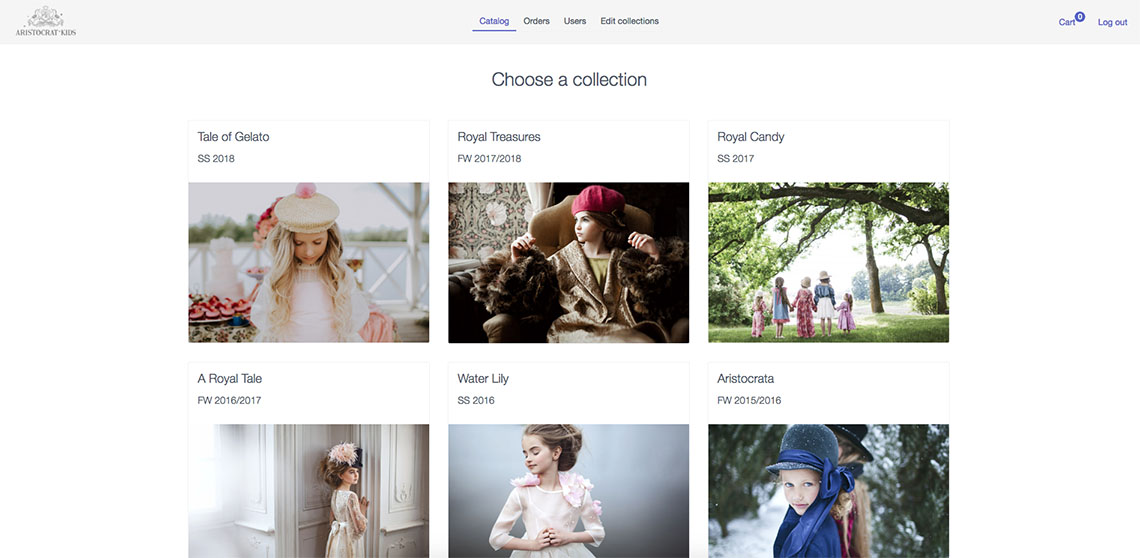 ARISTOCRAT KIDS
Catalog
Orders
Users
Edit collections
Cart 0
Log out
Choose a collection
Tale of Gelato
SS 2018
Royal Treasures
FW 2017/2018
Royal Candy
SS 2017
A Royal Tale
FW 2016/2017
Water Lily
SS 2016
Aristocrata
FW 2015/2016